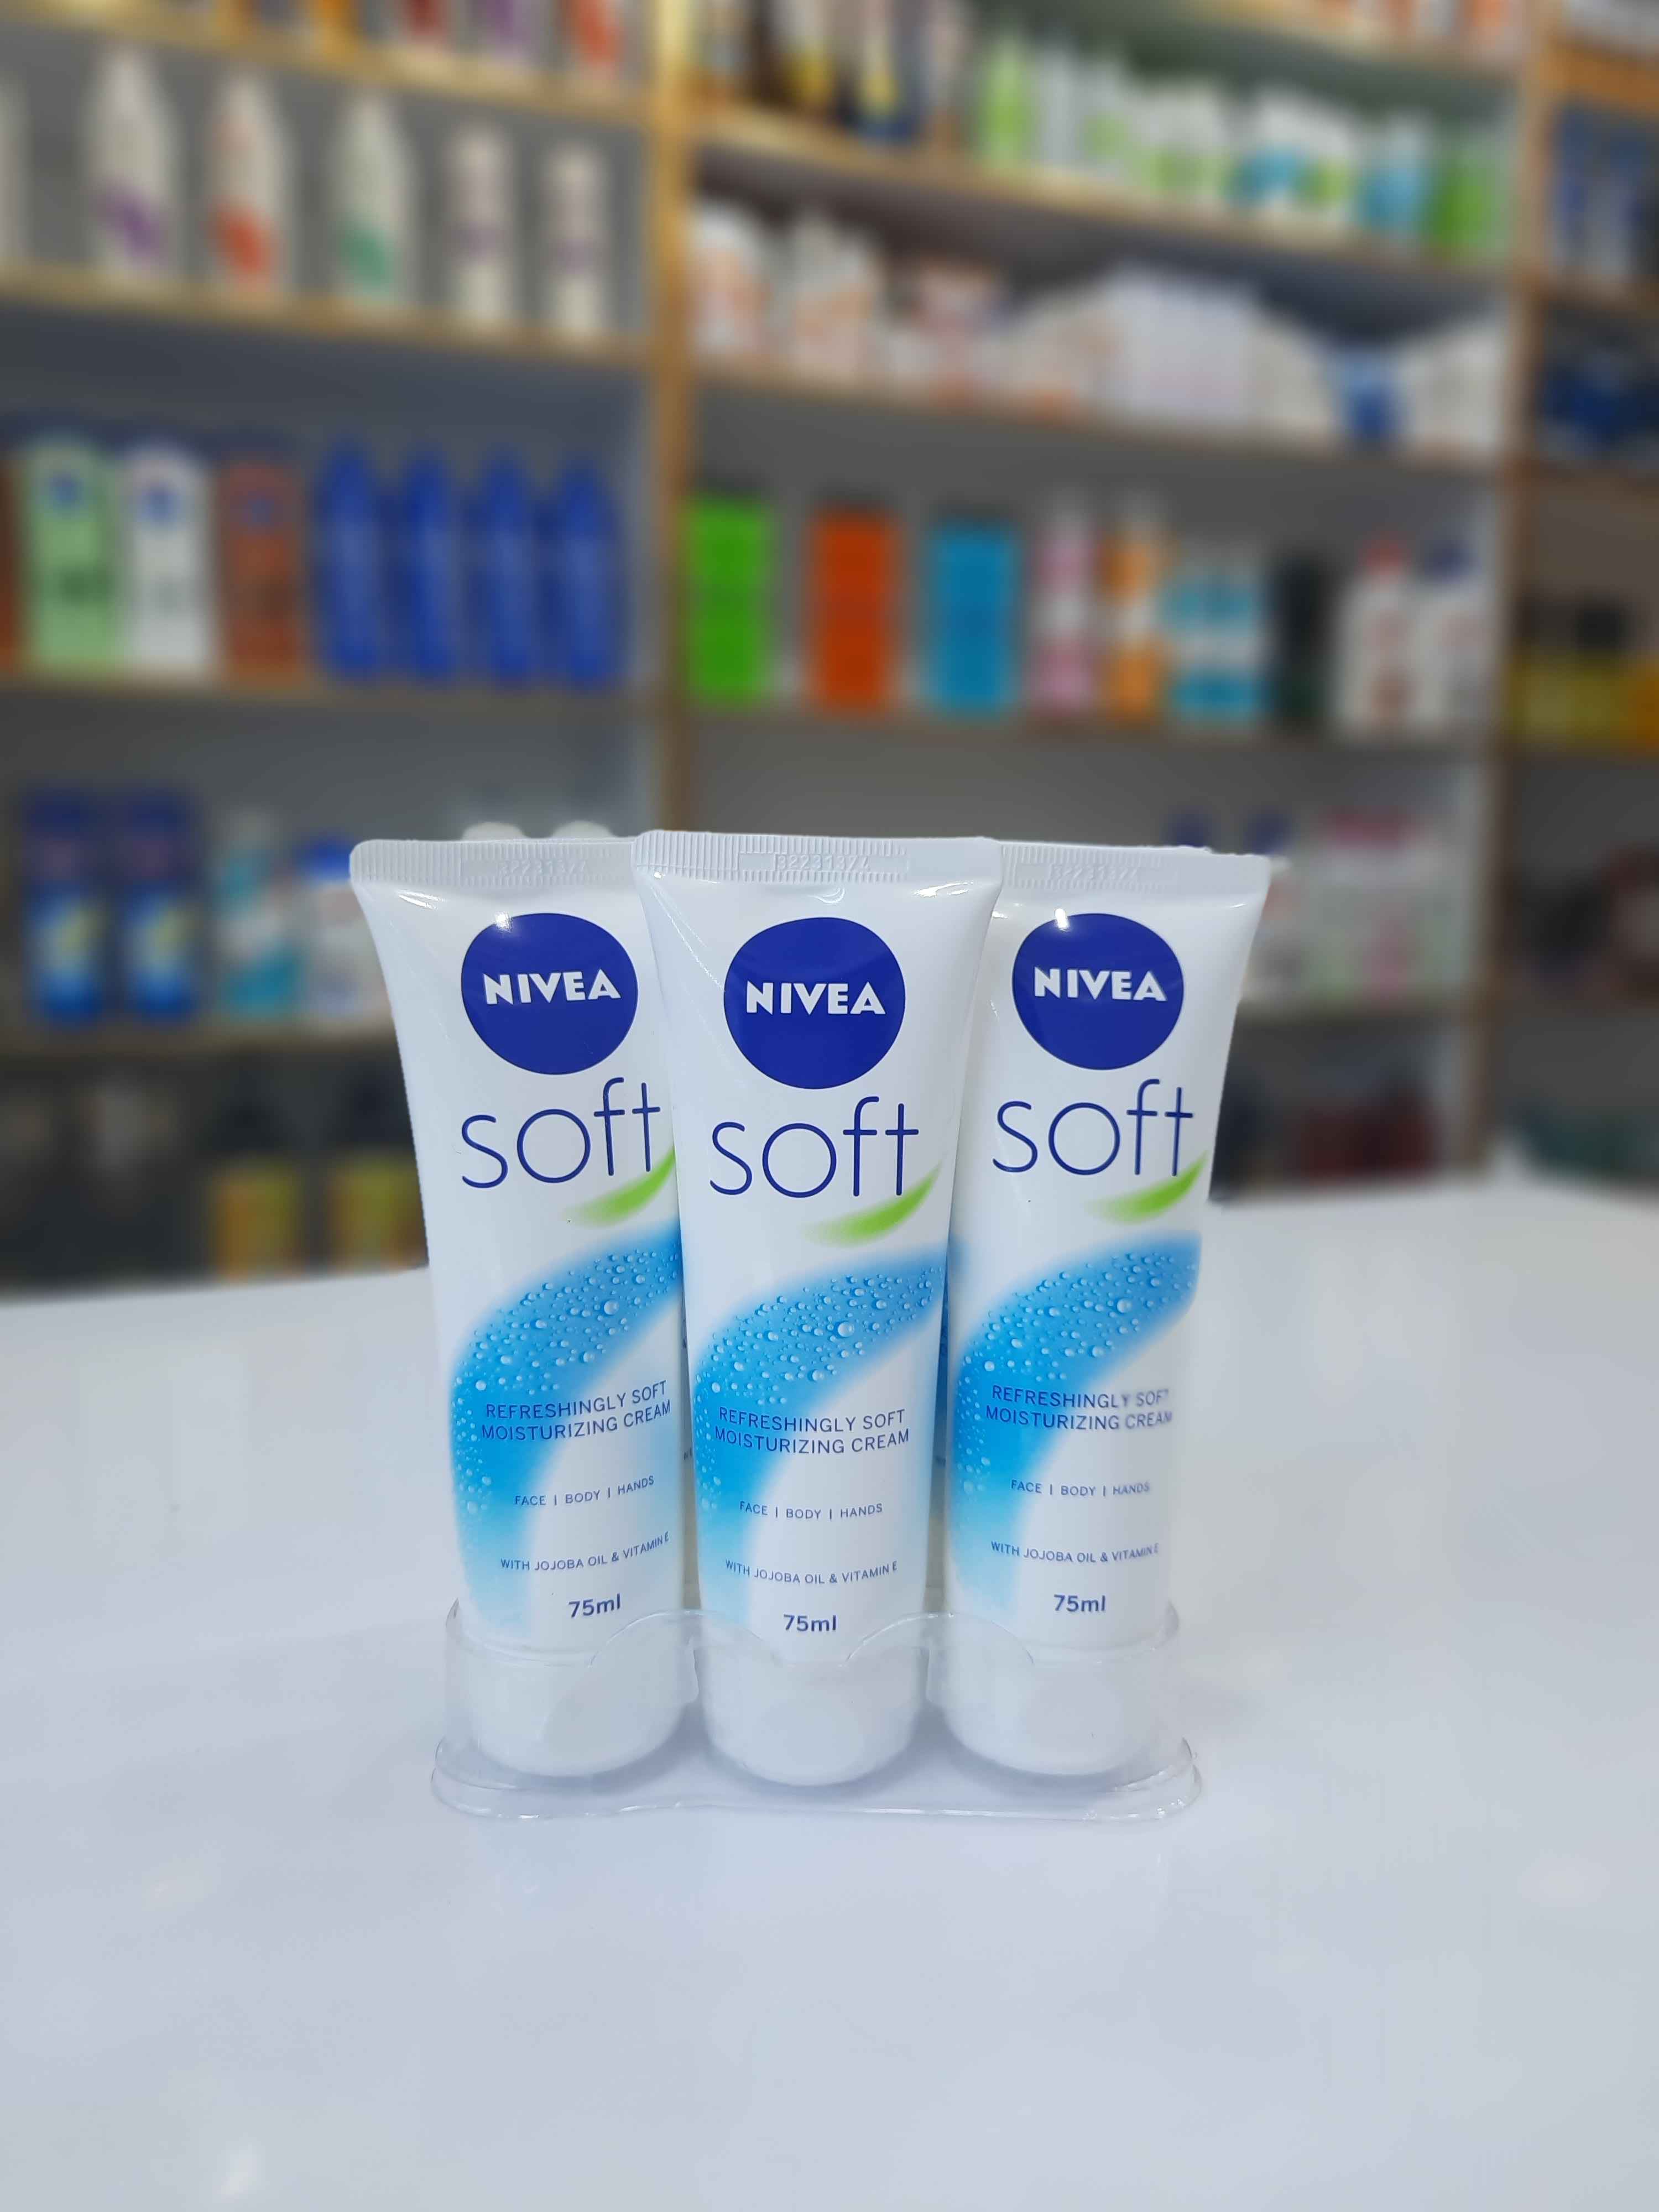 32231374
NIVEA
soft
REFRESHINGLY SOFT
MOISTURIZING CREAM
FACE | BODY | HANDS
WITH JOJOBA OIL & VITAMIN E
75ml
NIVEA
soft
REFRESHINGLY SOFT
MOISTURIZING CREAM
FACE | BODY | HANDS
WITH JOJOBA OIL & VITAMIN E
75ml
NIVEA
soft
REFRESHINGLY SOFT
MOISTURIZING CREAM
FACE | BODY | HANDS
WITH JOJOBA OIL & VITAMIN E
75ml